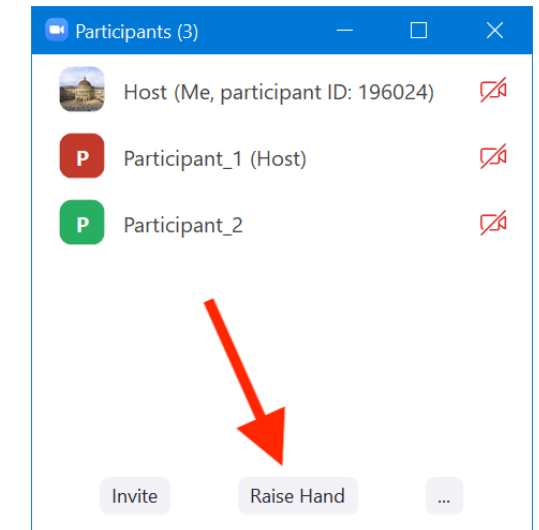 Participants (3)
Host (Me, participant ID: 196024)
P
Participant_1 (Host)
P
Participant_2
Invite
Raise Hand
...